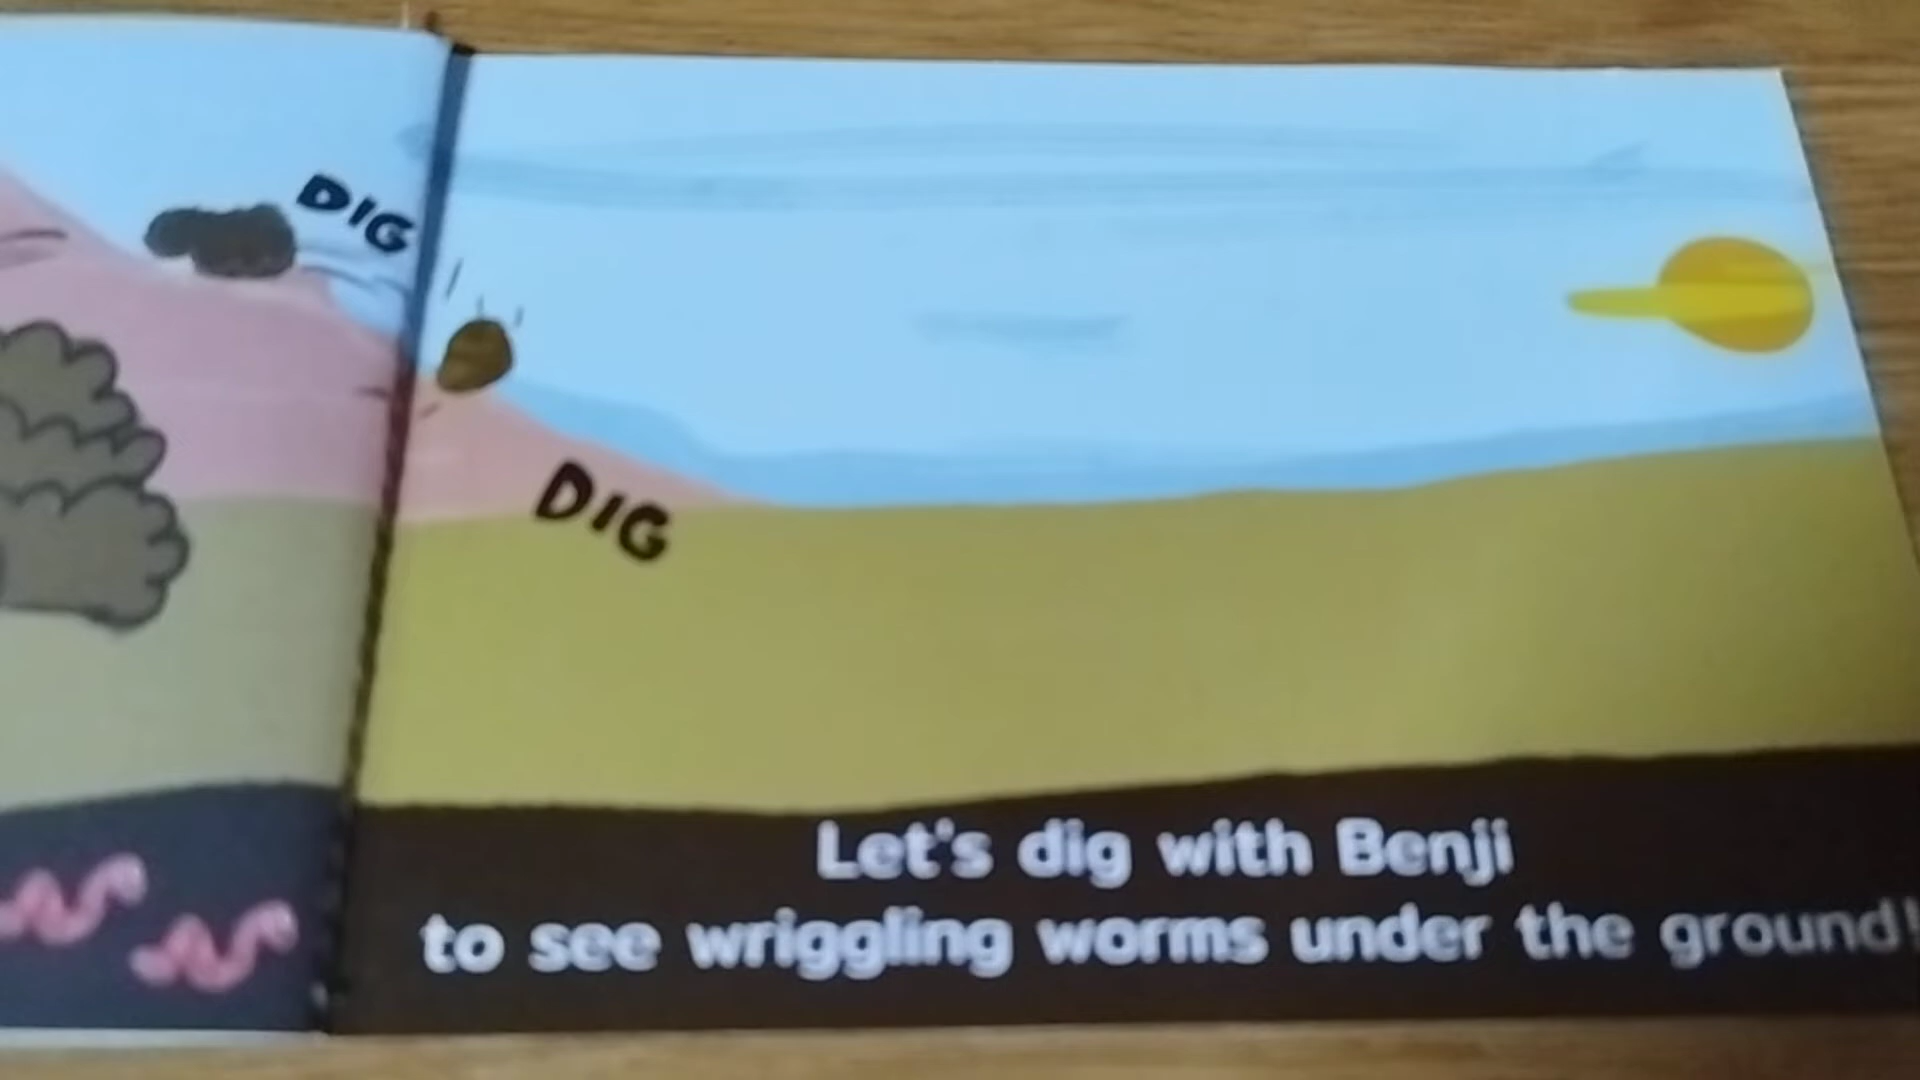 DIG
DIG
Let's dig with Benji
to see wriggling worms under the ground!